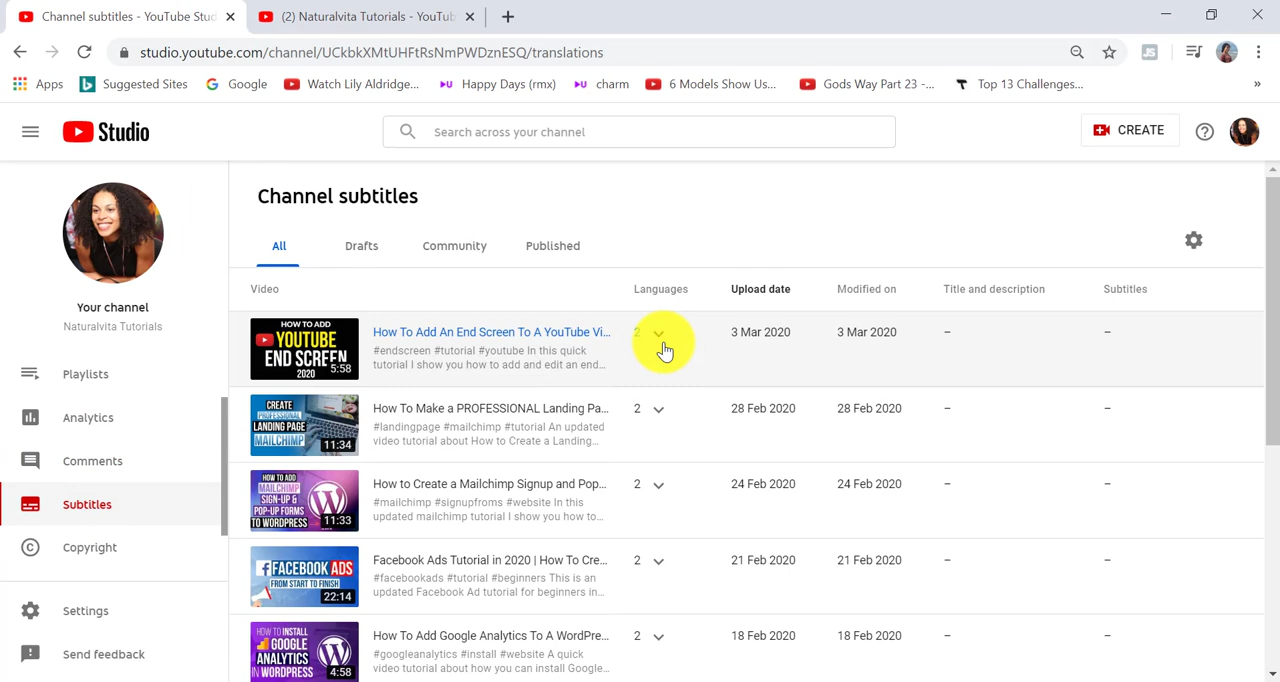 Channel subtitles - YouTube Stud
(2) Naturalvita Tutorials - YouTub
studio.youtube.com/channel/UCkbkXMtUHFtRsNmPWDznESQ/translations
JS
Apps
Suggested Sites
Google
Watch Lily Aldridge...
Happy Days (rmx)
charm
6 Models Show Us...
Gods Way Part 23 -...
Top 13 Challenges...
»
Studio
Search across your channel
CREATE
Your channel
Naturalvita Tutorials
Playlists
Analytics
Comments
Subtitles
Copyright
Settings
Send feedback
Channel subtitles
All
Drafts
Community
Published
Video
Languages
Upload date
Modified on
Title and description
Subtitles
HOW TO ADD
YOUTUBE
END SCREEN
2020
5:58
How To Add An End Screen To A YouTube Vi...
#endscreen #tutorial #youtube In this quick
tutorial I show you how to add and edit an end...
2
3 Mar 2020
3 Mar 2020
–
–
CREATE
PROFESSIONAL
LANDING PAGE
MAILCHIMP
11:34
How To Make a PROFESSIONAL Landing Pa...
#landingpage #mailchimp #tutorial An updated
video tutorial about How to Create a Landing...
2
28 Feb 2020
28 Feb 2020
–
–
HOW TO ADD
MAILCHIMP
SIGN-UP &
POP-UP FORMS
TO WORDPRESS
11:33
How to Create a Mailchimp Signup and Pop...
#mailchimp #signupfroms #website In this
updated mailchimp tutorial I show you how to...
2
24 Feb 2020
24 Feb 2020
–
–
FACEBOOK
ADS
FROM START TO FINISH
22:14
Facebook Ads Tutorial in 2020 | How To Cre...
#facebookads #tutorial #beginners This is an
updated Facebook Ad tutorial for beginners in...
2
21 Feb 2020
21 Feb 2020
–
–
HOW TO INSTALL
GOOGLE
ANALYTICS
IN WORDPRESS
4:58
How To Add Google Analytics To A WordPre...
#googleanalytics #install #website A quick
video tutorial about how you can install Google...
2
18 Feb 2020
18 Feb 2020
–
–